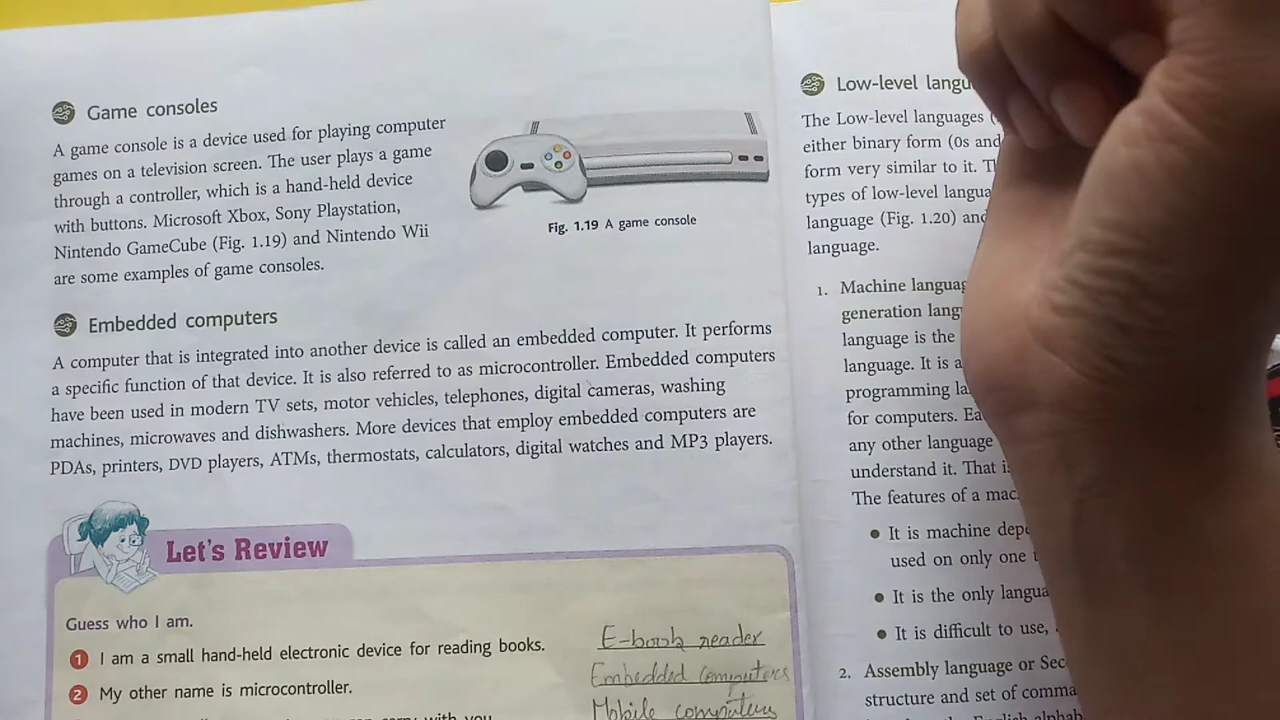 Game consoles
A game console is a device used for playing computer
games on a television screen. The user plays a game
through a controller, which is a hand-held device
with buttons. Microsoft Xbox, Sony Playstation,
Nintendo GameCube (Fig. 1.19) and Nintendo Wii
are some examples of game consoles.
Fig. 1.19 A game console
Embedded computers
A computer that is integrated into another device is called an embedded computer. It performs
a specific function of that device. It is also referred to as microcontroller. Embedded computers
have been used in modern TV sets, motor vehicles, telephones, digital cameras, washing
machines, microwaves and dishwashers. More devices that employ embedded computers are
PDAs, printers, DVD players, ATMs, thermostats, calculators, digital watches and MP3 players.
Let's Review
Guess who I am.
1 I am a small hand-held electronic device for reading books. E-book reader
2 My other name is microcontroller. Embedded computers
with you Mobile computers
Low-level langu
The Low-level languages (
either binary form (0s and
form very similar to it. T
types of low-level langua
language (Fig. 1.20) and
language.
1. Machine languag
generation lang
language is the
language. It is a
programming la
for computers. Ea
any other language
understand it. That i
The features of a mac
It is machine depe
used on only one
It is the only langua
It is difficult to use,
2. Assembly language or Sec
structure and set of comma
English alphab